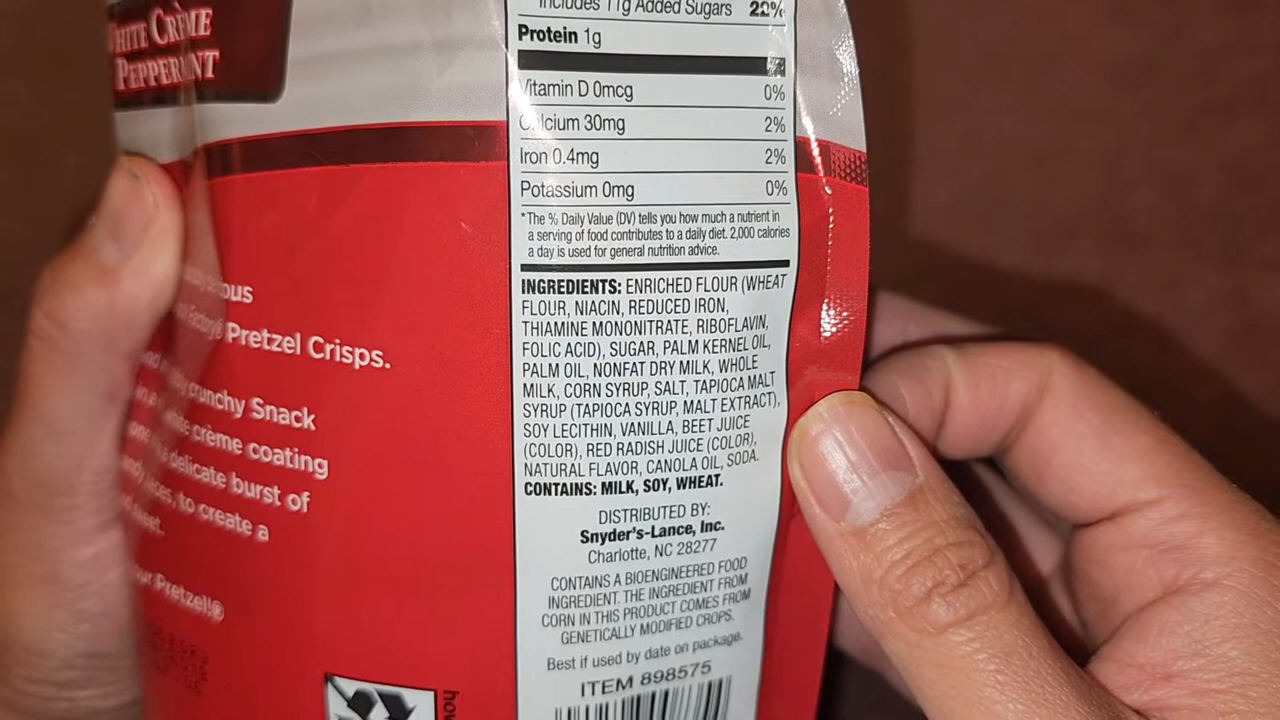 WHITE CRÈME
PEPPERMINT
Includes 11g Added Sugars 22%
Protein 1g
Vitamin D 0mcg 0%
Calcium 30mg 2%
Iron 0.4mg 2%
Potassium 0mg 0%
*The % Daily Value (DV) tells you how much a nutrient in
a serving of food contributes to a daily diet. 2,000 calories
a day is used for general nutrition advice.
INGREDIENTS: ENRICHED FLOUR (WHEAT
FLOUR, NIACIN, REDUCED IRON,
THIAMINE MONONITRATE, RIBOFLAVIN,
FOLIC ACID), SUGAR, PALM KERNEL OIL,
PALM OIL, NONFAT DRY MILK, WHOLE
MILK, CORN SYRUP, SALT, TAPIOCA MALT
SYRUP (TAPIOCA SYRUP, MALT EXTRACT),
SOY LECITHIN, VANILLA, BEET JUICE
(COLOR), RED RADISH JUICE (COLOR),
NATURAL FLAVOR, CANOLA OIL, SODA.
CONTAINS: MILK, SOY, WHEAT.
DISTRIBUTED BY:
Snyder's-Lance, Inc.
Charlotte, NC 28277
CONTAINS A BIOENGINEERED FOOD
INGREDIENT. THE INGREDIENT FROM
CORN IN THIS PRODUCT COMES FROM
GENETICALLY MODIFIED CROPS.
Best if used by date on package.
ITEM 898575
Pretzel Crisps.
crunchy Snack
crème coating
delicate burst of
to create a
Pretzel!®